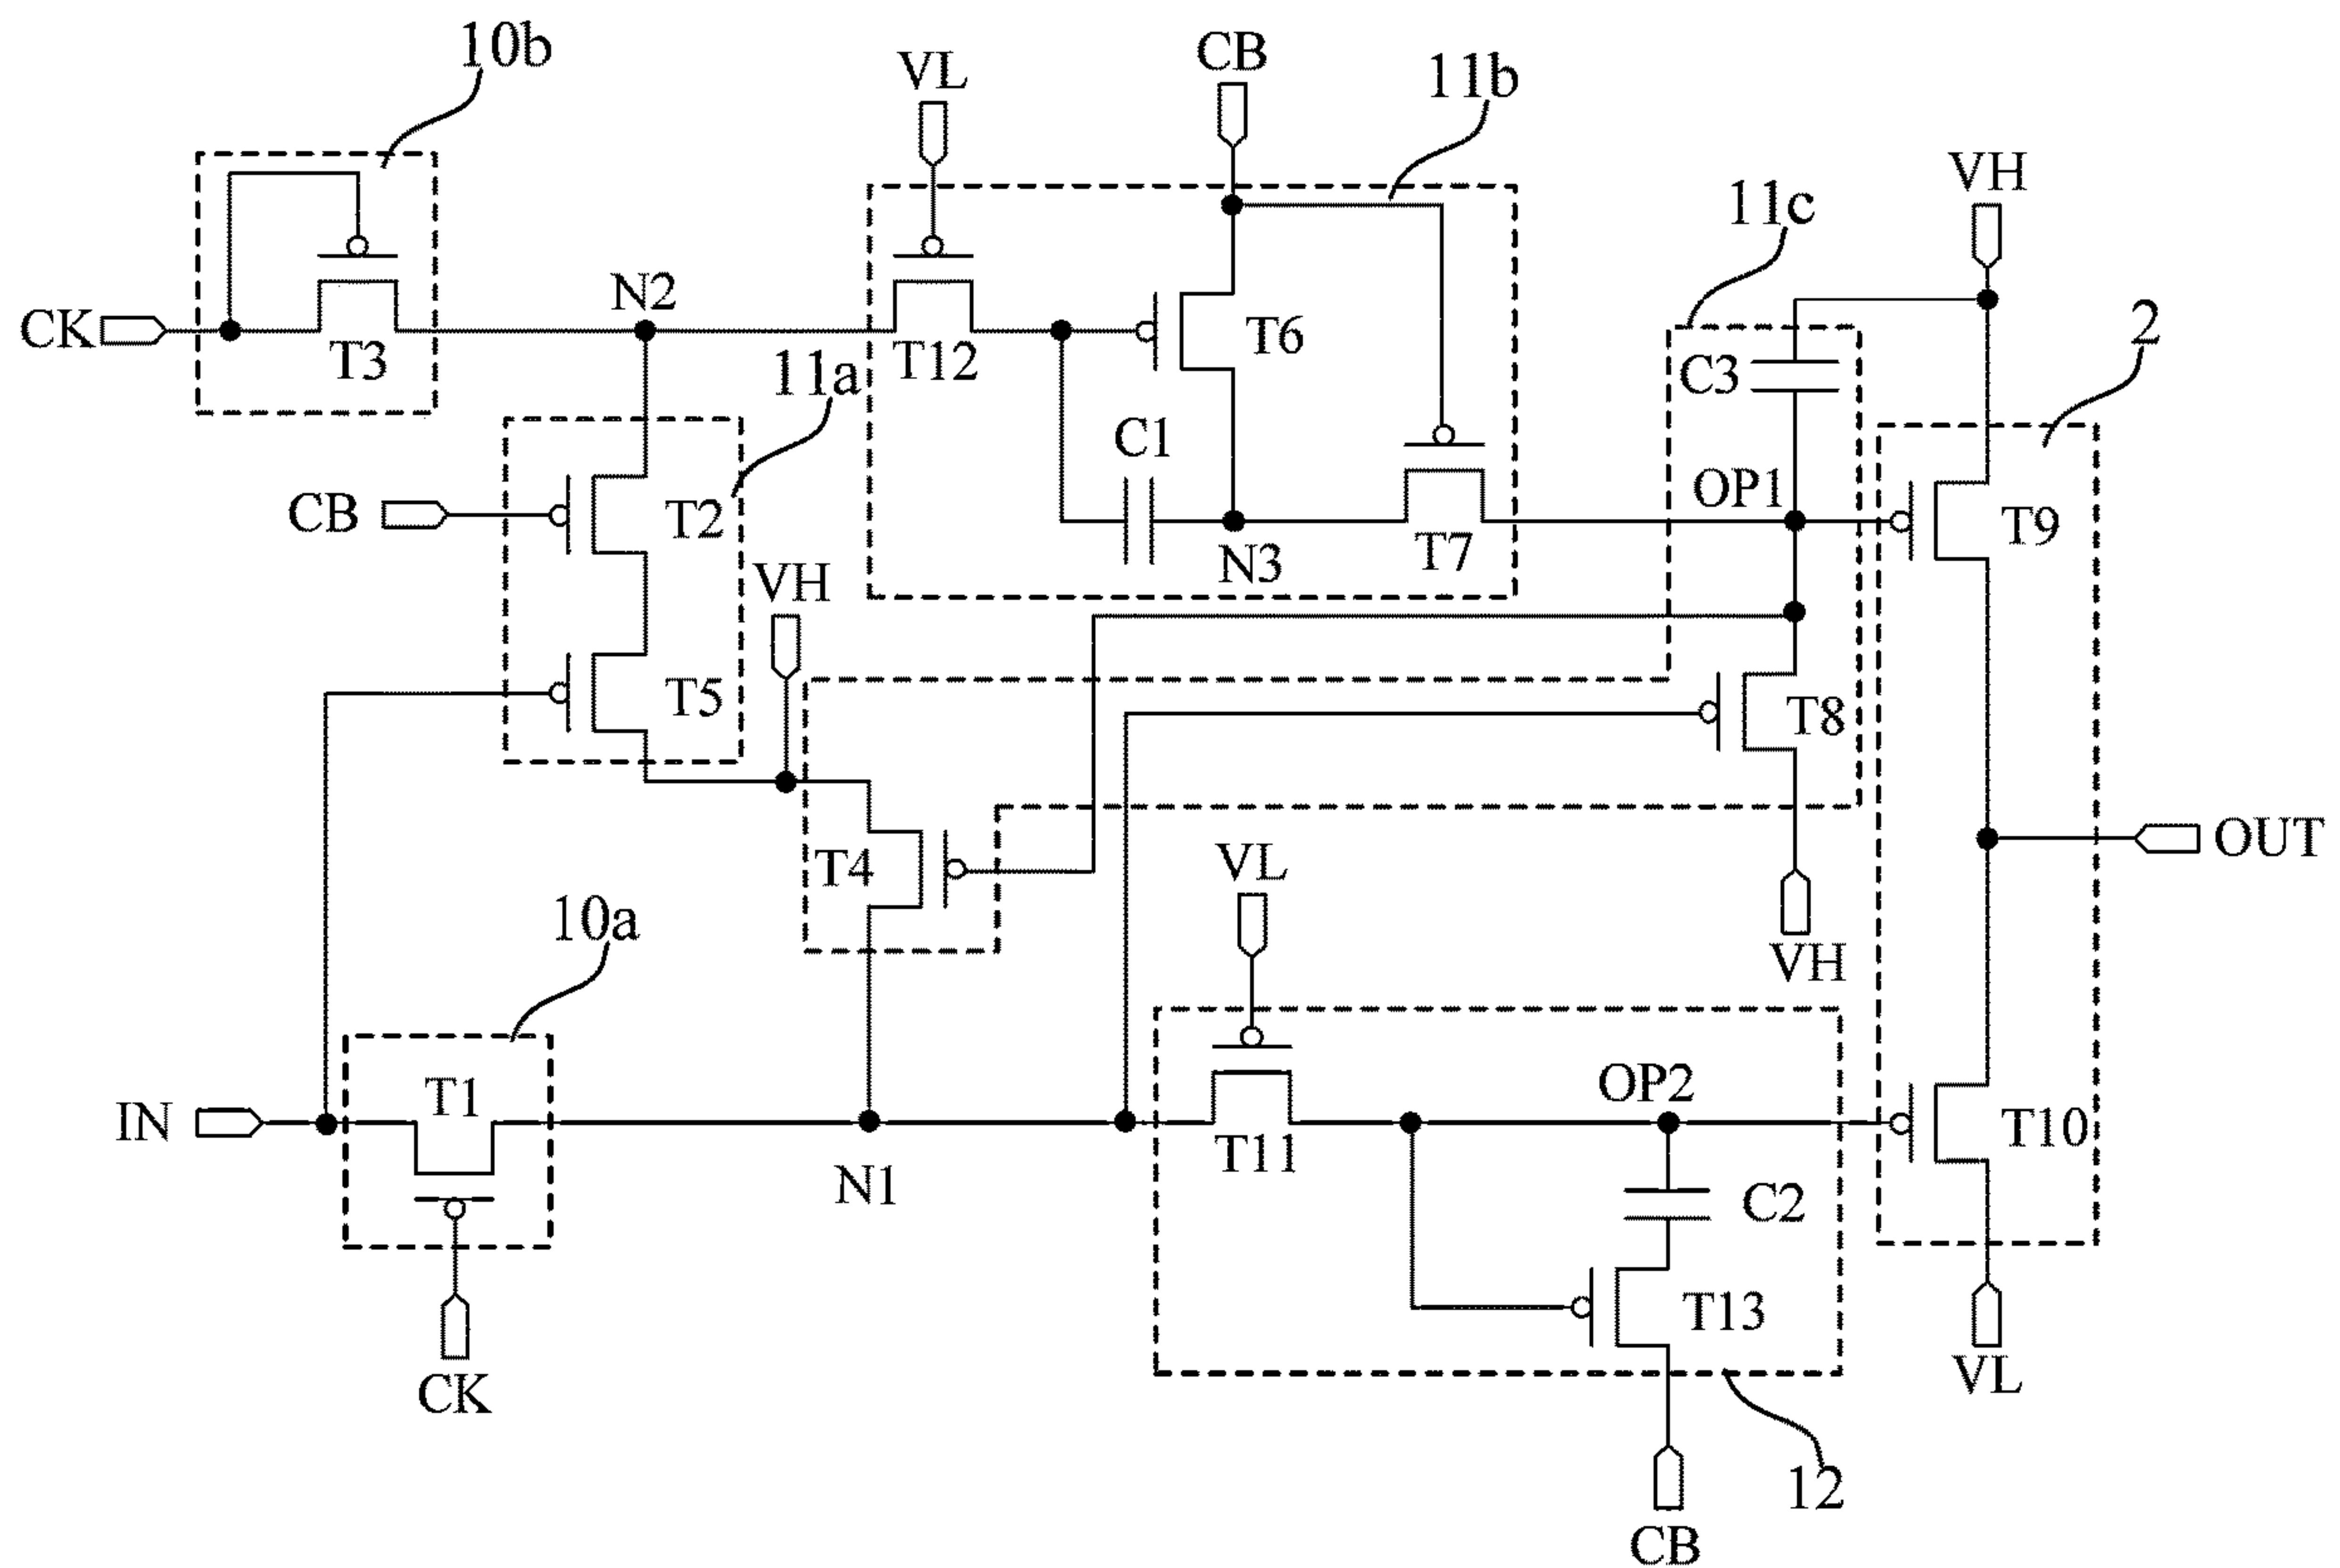 10b
VL
CB
11b
VH
11c
2
N2
CK
T3
T12
T6
11a
C3
C1
OP1
CB
T2
T9
N3
T7
VH
T5
T8
T4
VL
OUT
10a
VH
T1
OP2
IN
T11
T10
N1
C2
T13
CK
VL
12
CB